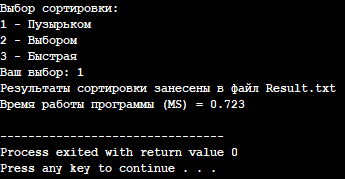 Выбор сортировки:
1 - Пузырьком
2 - Выбором
3 - Быстрая
Ваш выбор: 1
Результаты сортировки занесены в файл Result.txt
Время работы программы (MS) = 0.723
--------------------------------
Process exited with return value 0
Press any key to continue . . .